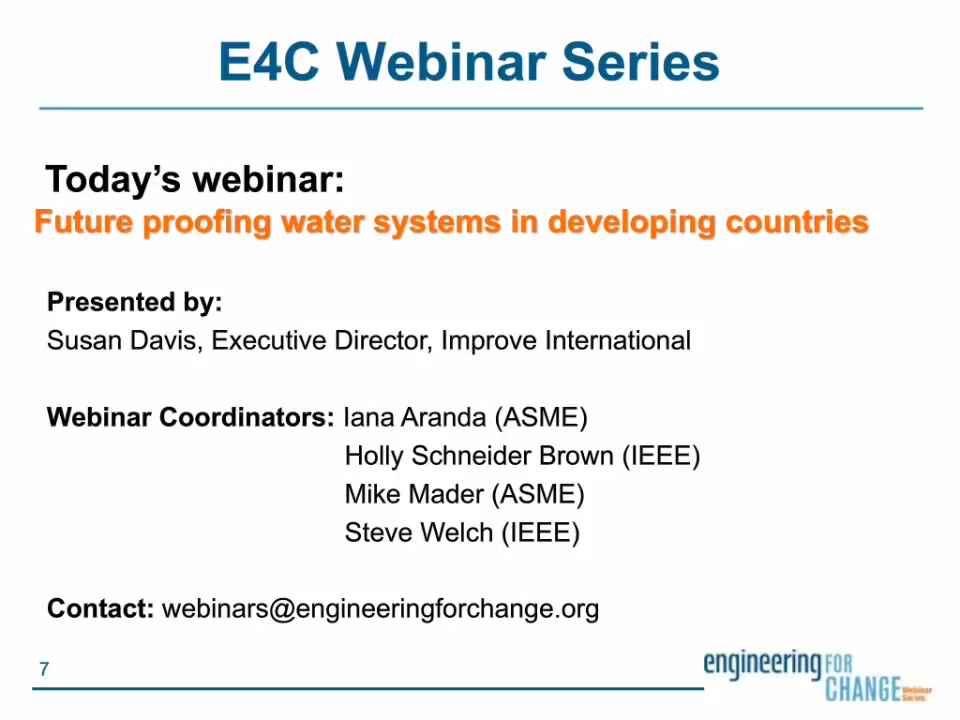 E4C Webinar Series
Today’s webinar:
Future proofing water systems in developing countries
Presented by:
Susan Davis, Executive Director, Improve International
Webinar Coordinators: Iana Aranda (ASME)
Holly Schneider Brown (IEEE)
Mike Mader (ASME)
Steve Welch (IEEE)
Contact: webinars@engineeringforchange.org
7
engineering FOR
CHANGE Webinar
Series